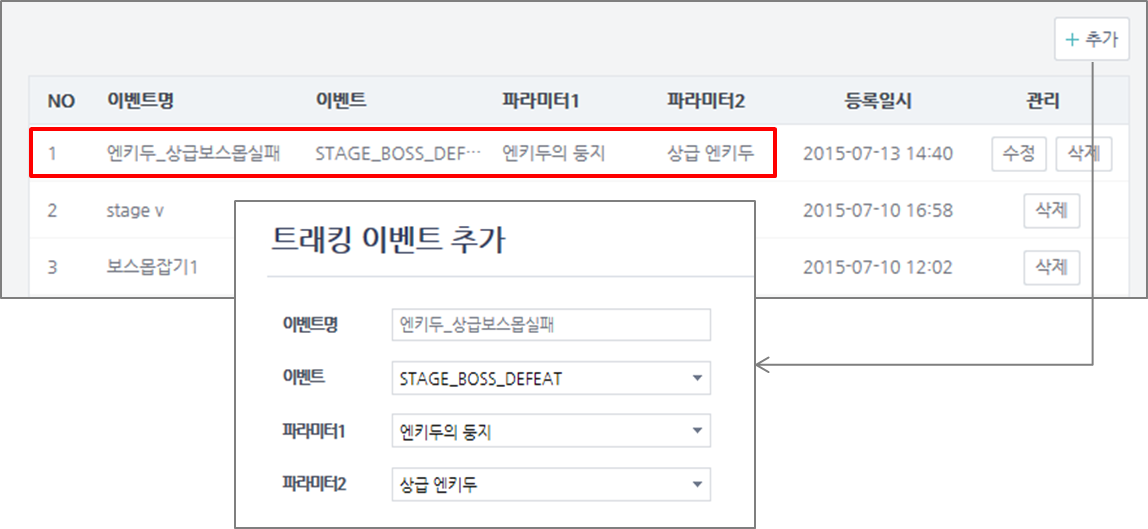 + 추가
NO 이벤트명 이벤트 파라미터1 파라미터2 등록일시 관리
1 엔키두_상급보스몹실패 STAGE_BOSS_DEF··· 엔키두의 둥지 상급 엔키두 2015-07-13 14:40 수정 삭제
2 stage v 2015-07-10 16:58 삭제
3 보스몹잡기1 2015-07-10 12:02 삭제
트래킹 이벤트 추가
이벤트명 엔키두_상급보스몹실패
이벤트 STAGE_BOSS_DEFEAT
파라미터1 엔키두의 둥지
파라미터2 상급 엔키두